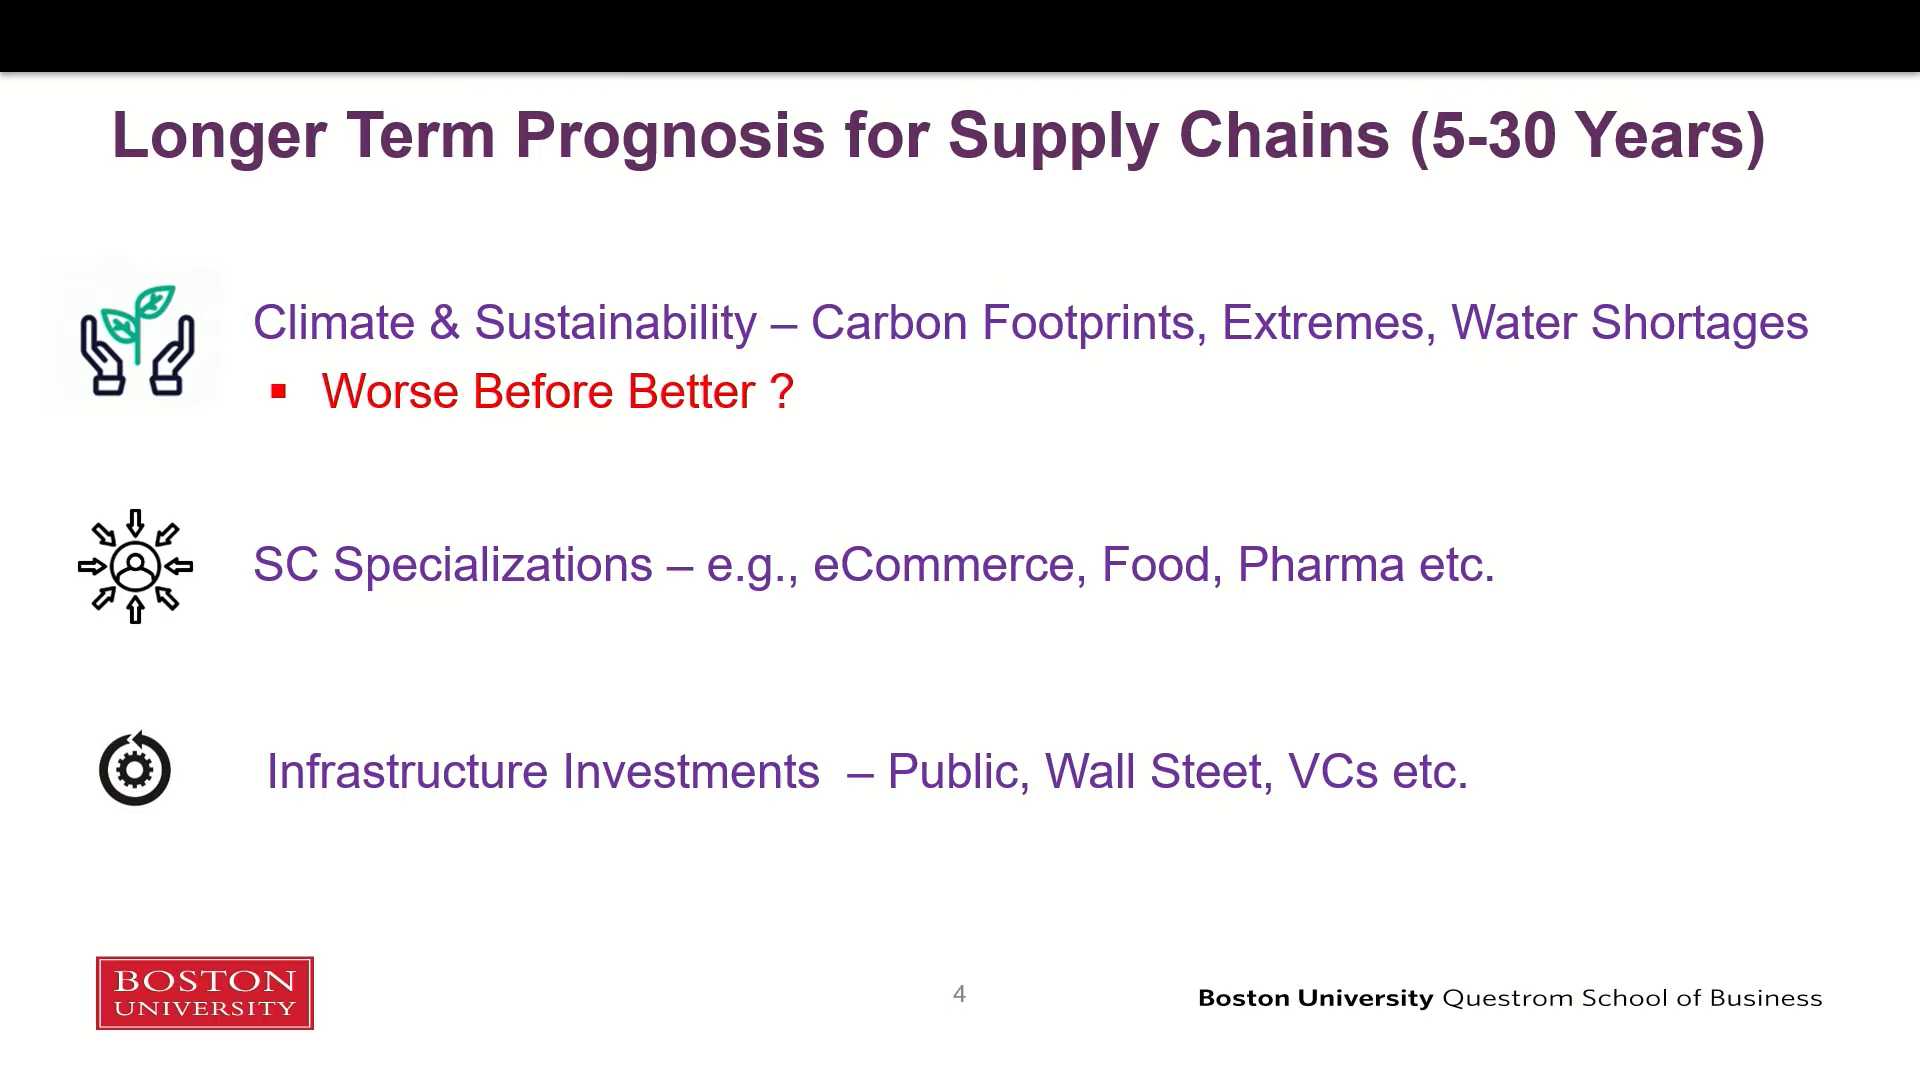 Longer Term Prognosis for Supply Chains (5-30 Years)
Climate & Sustainability – Carbon Footprints, Extremes, Water Shortages
▪ Worse Before Better ?
SC Specializations – e.g., eCommerce, Food, Pharma etc.
Infrastructure Investments – Public, Wall Steet, VCs etc.
BOSTON
UNIVERSITY
4
Boston University Questrom School of Business